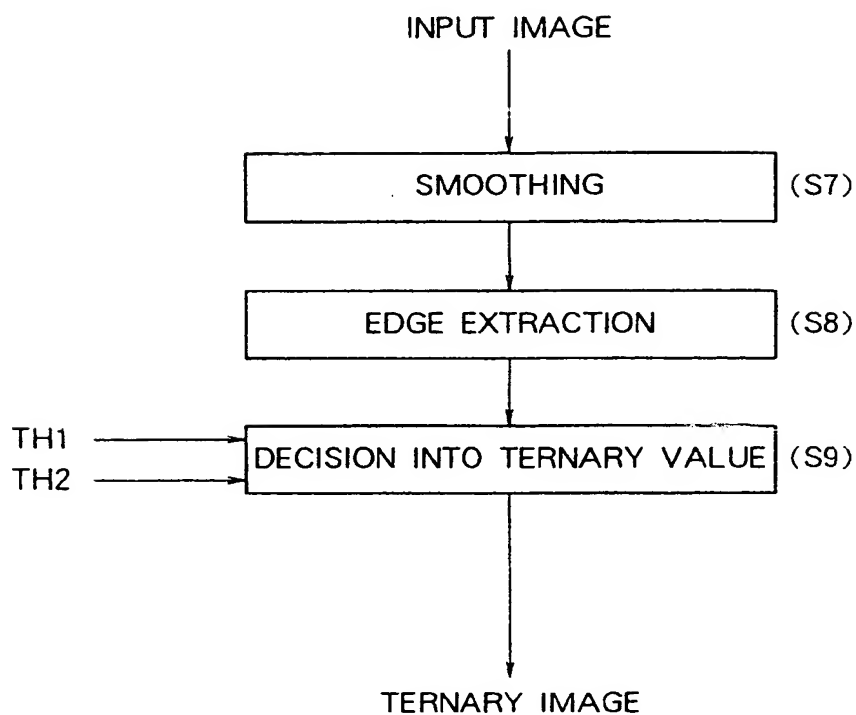 INPUT IMAGE
SMOOTHING (S7)
EDGE EXTRACTION (S8)
TH1
TH2
DECISION INTO TERNARY VALUE (S9)
TERNARY IMAGE